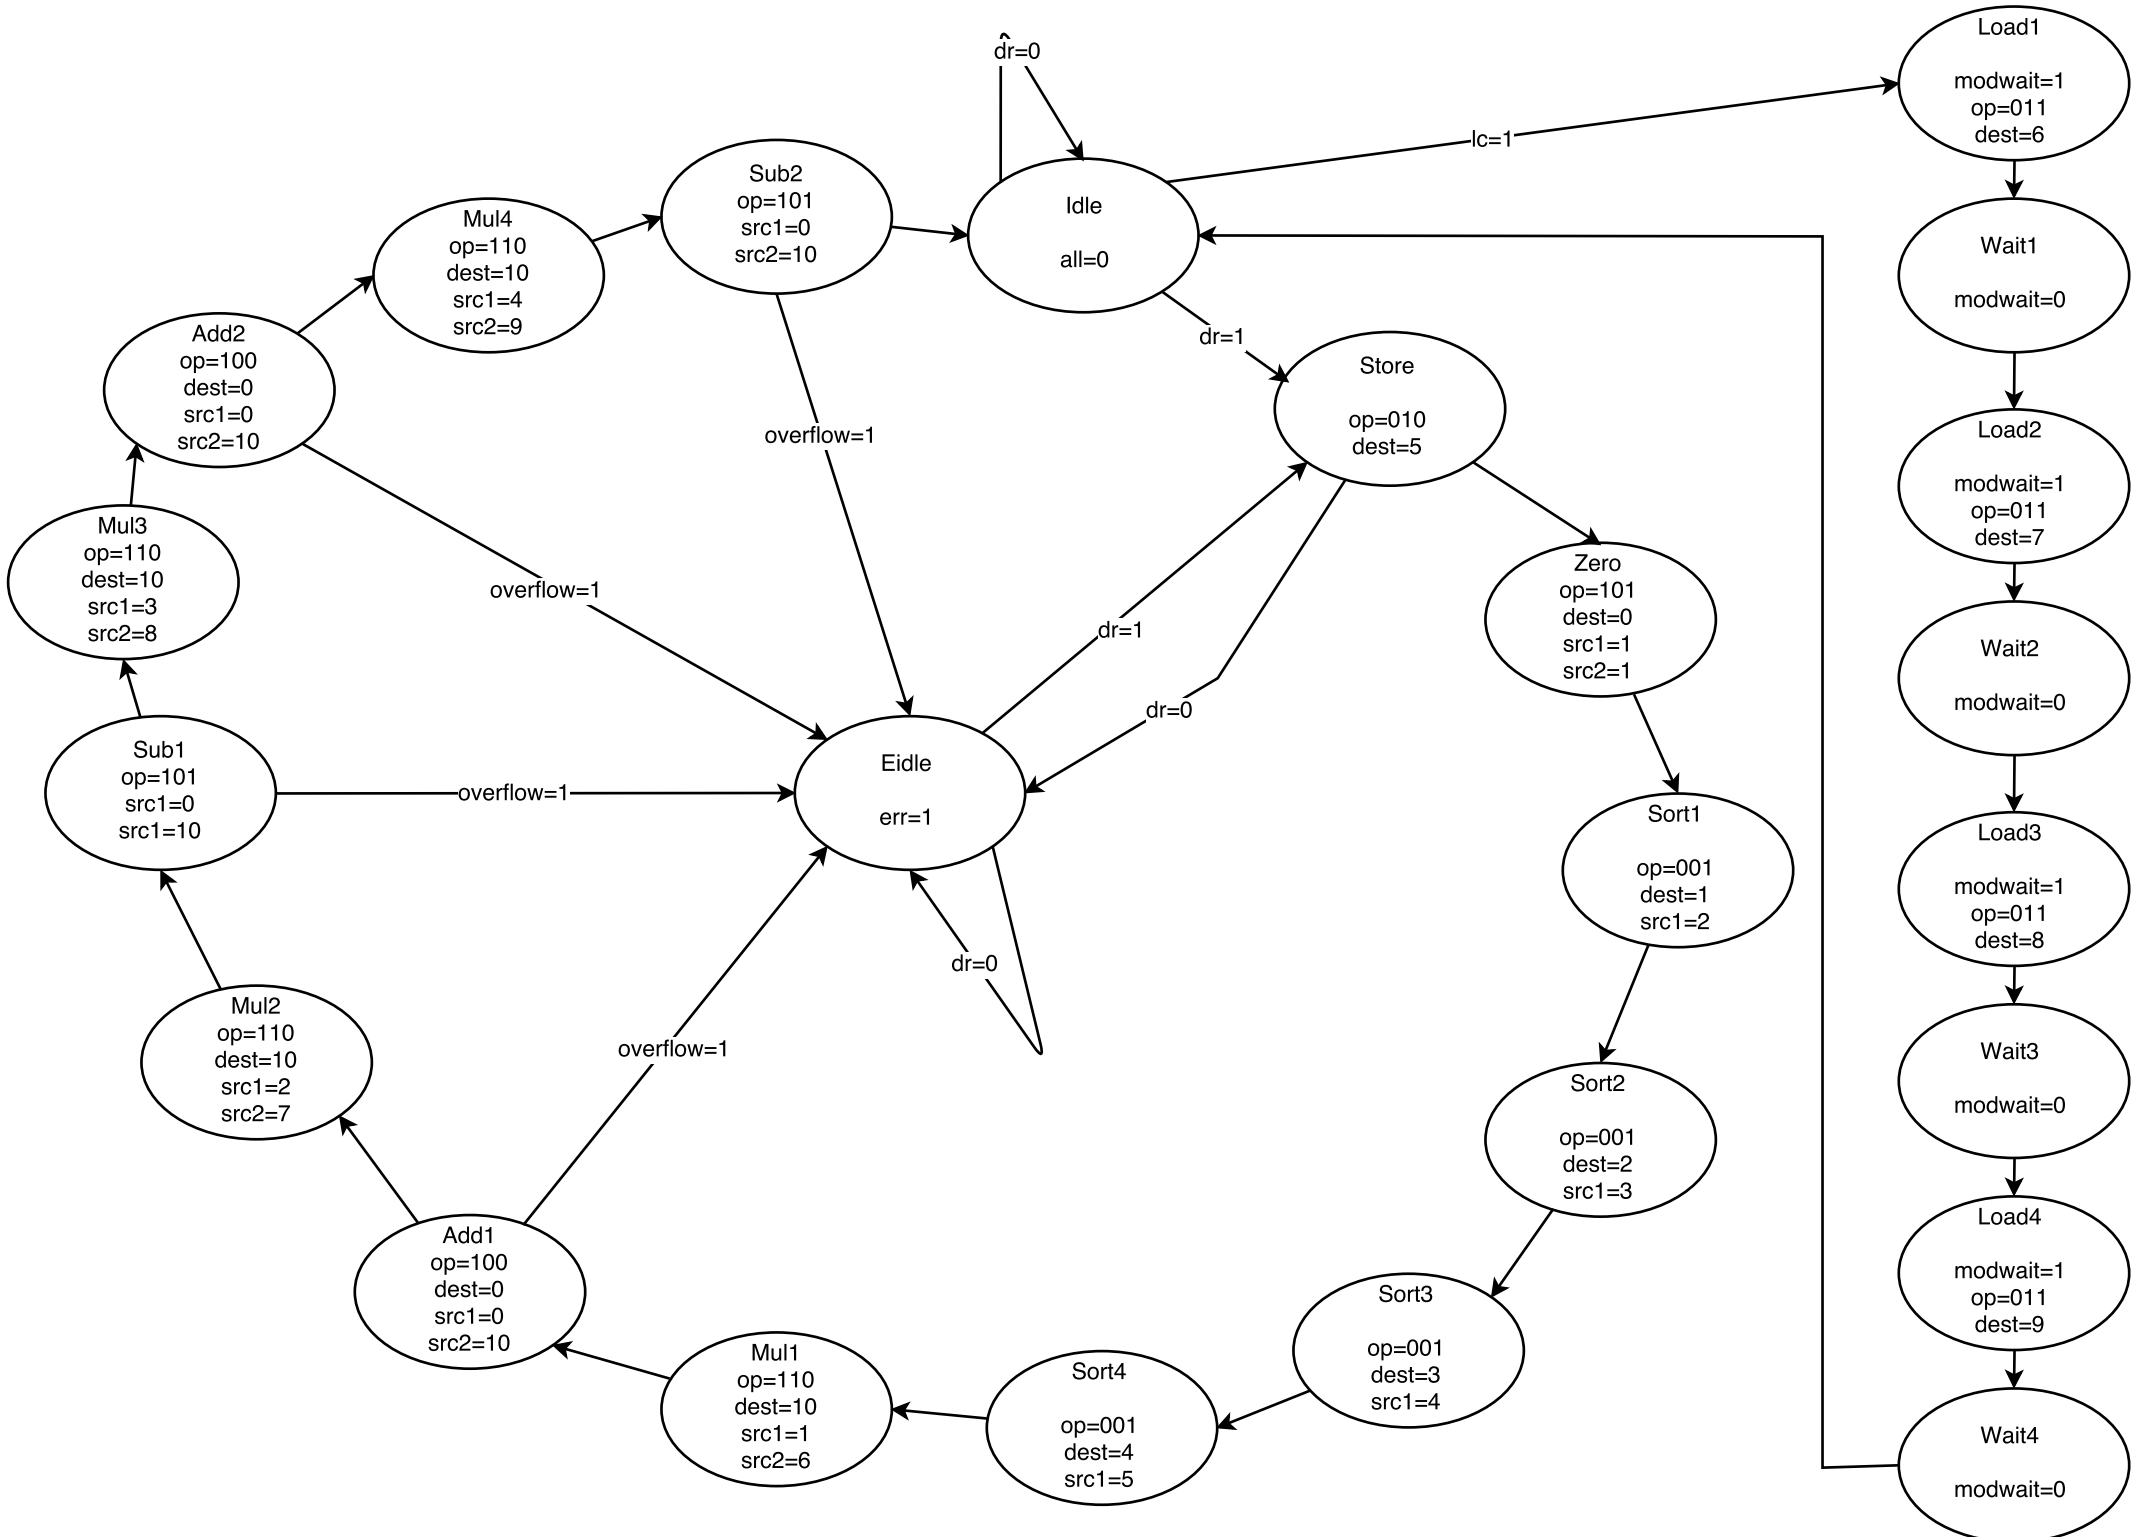 dr=0
Load1
modwait=1
op=011
dest=6
lc=1
Sub2
op=101
src1=0
src2=10
Idle
all=0
Mul4
op=110
dest=10
src1=4
src2=9
Wait1
modwait=0
Add2
op=100
dest=0
src1=0
src2=10
dr=1
Store
op=010
dest=5
overflow=1
Load2
modwait=1
op=011
dest=7
Mul3
op=110
dest=10
src1=3
src2=8
overflow=1
dr=1
Zero
op=101
dest=0
src1=1
src2=1
Wait2
modwait=0
dr=0
Sub1
op=101
src1=0
src1=10
overflow=1
Eidle
err=1
Sort1
op=001
dest=1
src1=2
Load3
modwait=1
op=011
dest=8
dr=0
Mul2
op=110
dest=10
src1=2
src2=7
overflow=1
Sort2
op=001
dest=2
src1=3
Wait3
modwait=0
Add1
op=100
dest=0
src1=0
src2=10
Sort3
op=001
dest=3
src1=4
Load4
modwait=1
op=011
dest=9
Mul1
op=110
dest=10
src1=1
src2=6
Sort4
op=001
dest=4
src1=5
Wait4
modwait=0